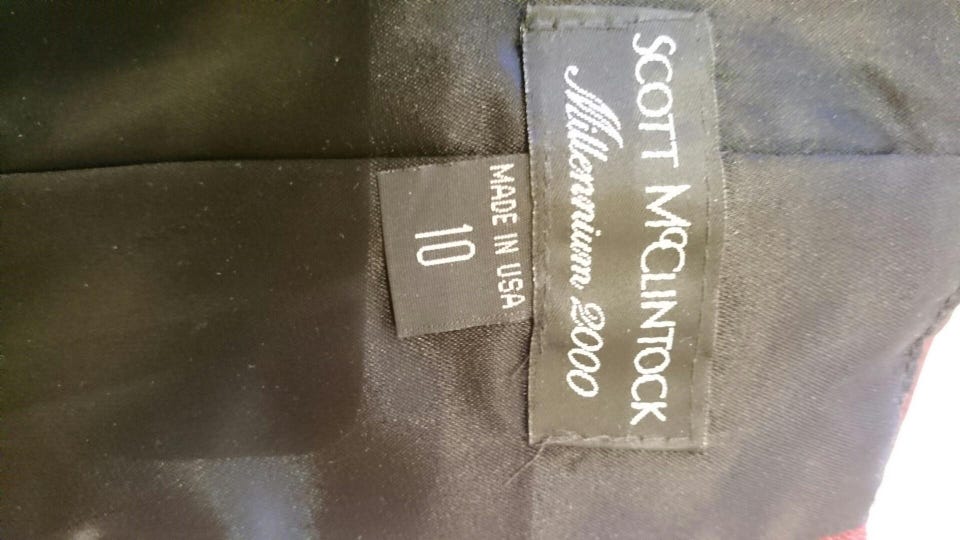 SCOTT McCLINTOCK
Millennium 2000
MADE IN USA
10